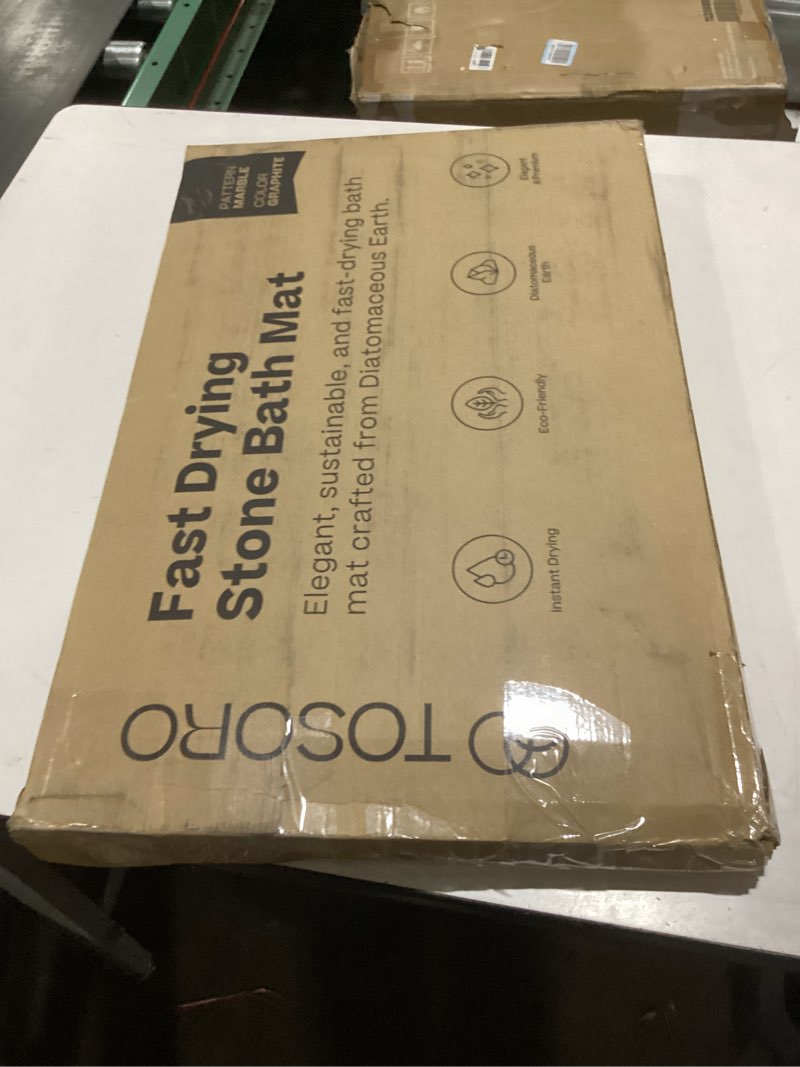 PATTERN
MARBLE
COLOR
GRAPHITE
Fast Drying
Stone Bath Mat
Elegant, sustainable, and fast-drying bath
mat crafted from Diatomaceous Earth.
Instant Drying
Eco-Friendly
Diatomaceous
Earth
Elegant
& Premium
TOSORO